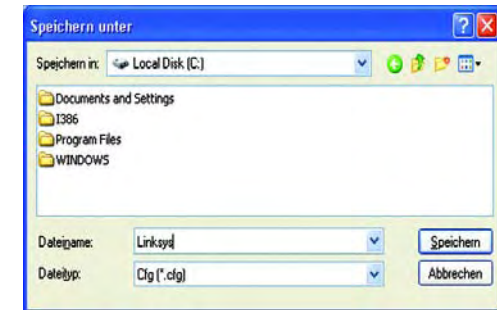 Speichern unter
Speichern in: Local Disk (C:)
Documents and Settings
I386
Program Files
WINDOWS
Dateiname: Linksys Speichern
Dateityp: Cfg (*.cfg) Abbrechen